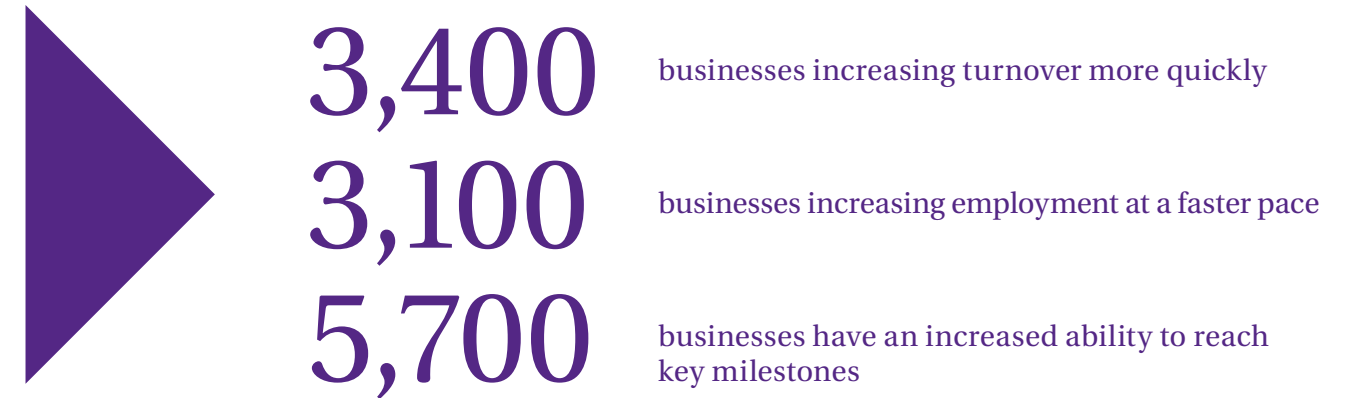 3,400
businesses increasing turnover more quickly
3,100
businesses increasing employment at a faster pace
5,700
businesses have an increased ability to reach
key milestones